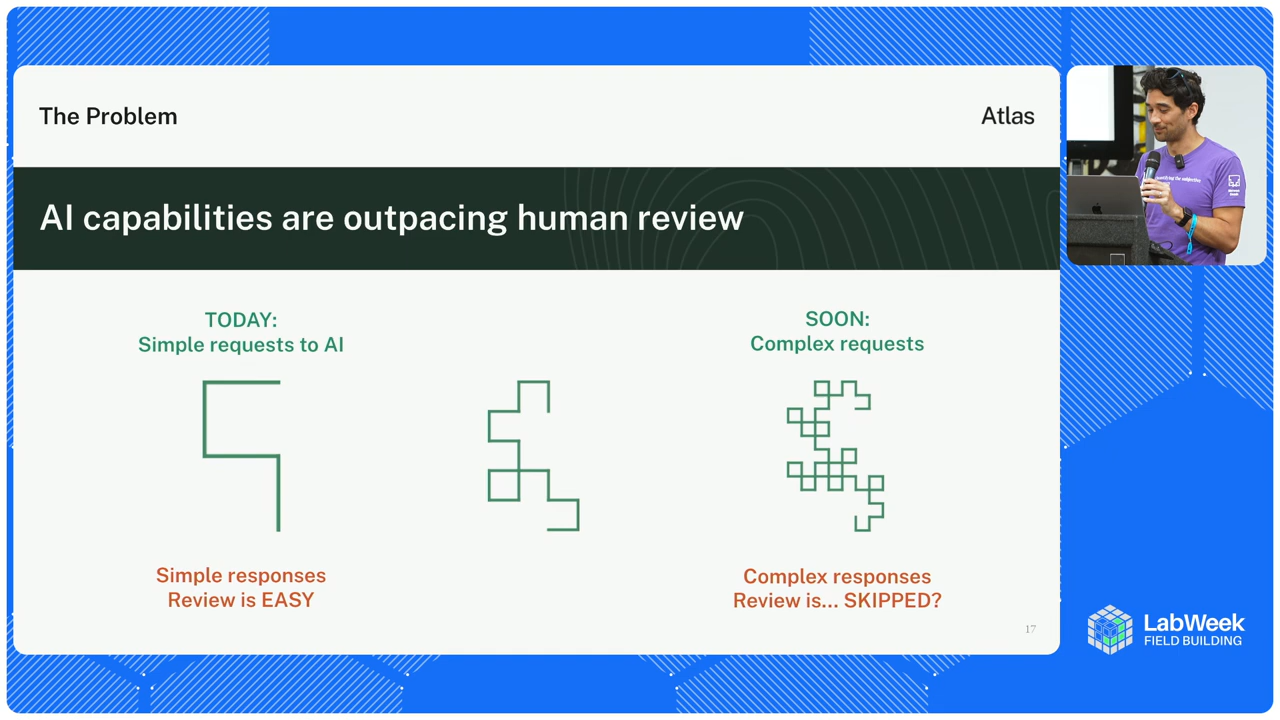 The Problem
Atlas
AI capabilities are outpacing human review
TODAY:
Simple requests to AI
SOON:
Complex requests
Simple responses
Review is EASY
Complex responses
Review is... SKIPPED?
17
LabWeek
FIELD BUILDING